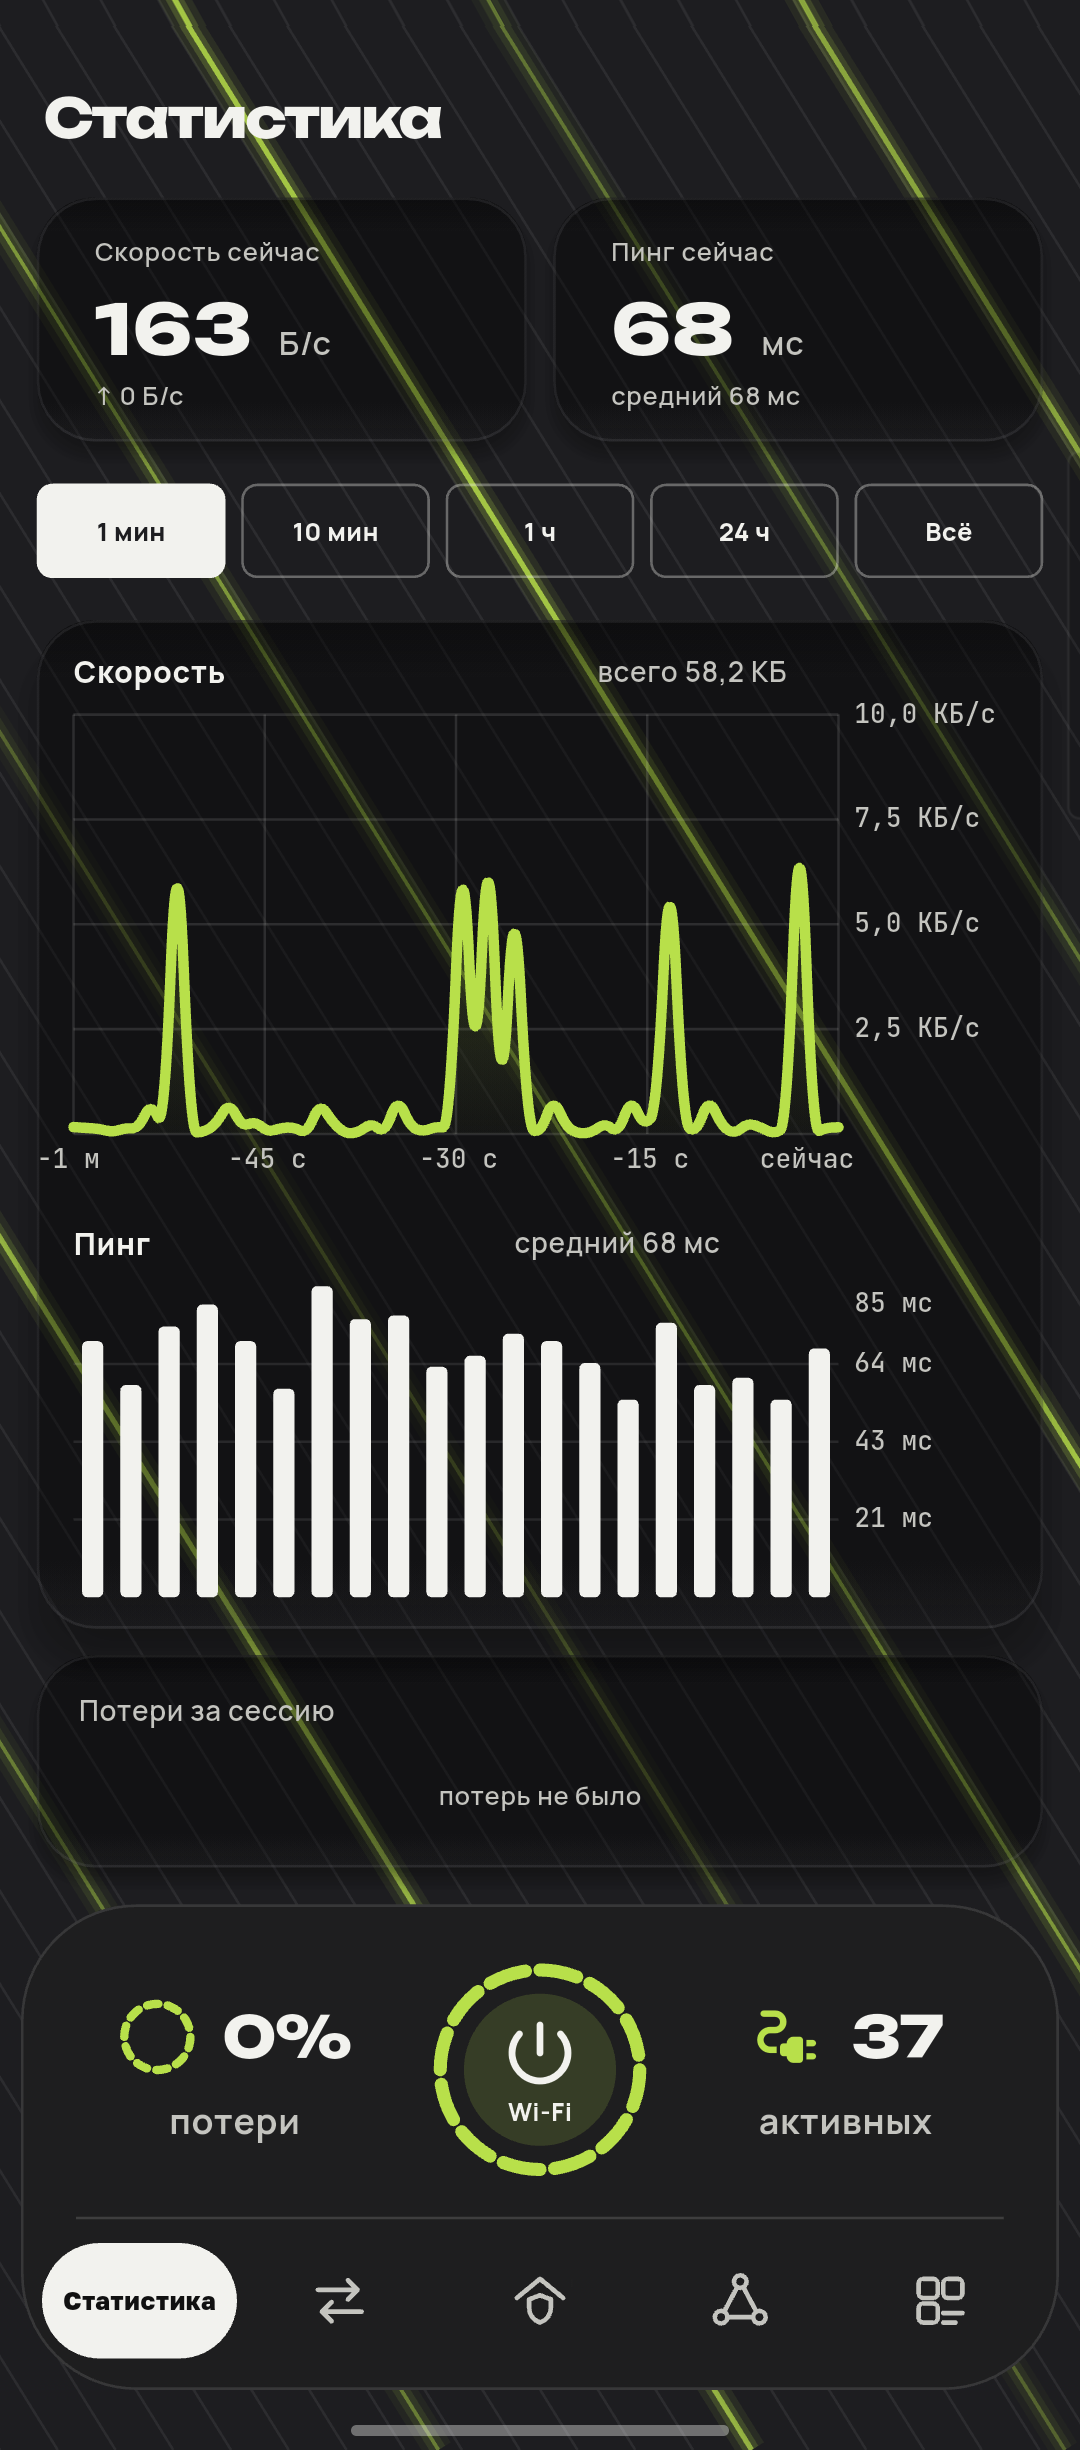 Статистика
Скорость сейчас
163 Б/с
↑ 0 Б/с
Пинг сейчас
68 мс
средний 68 мс
1 мин
10 мин
1 ч
24 ч
Всё
Скорость
всего 58,2 КБ
10,0 КБ/с
7,5 КБ/с
5,0 КБ/с
2,5 КБ/с
-1 м
-45 с
-30 с
-15 с
сейчас
Пинг
средний 68 мс
85 мс
64 мс
43 мс
21 мс
Потери за сессию
потерь не было
0%
потери
Wi-Fi
37
активных
Статистика